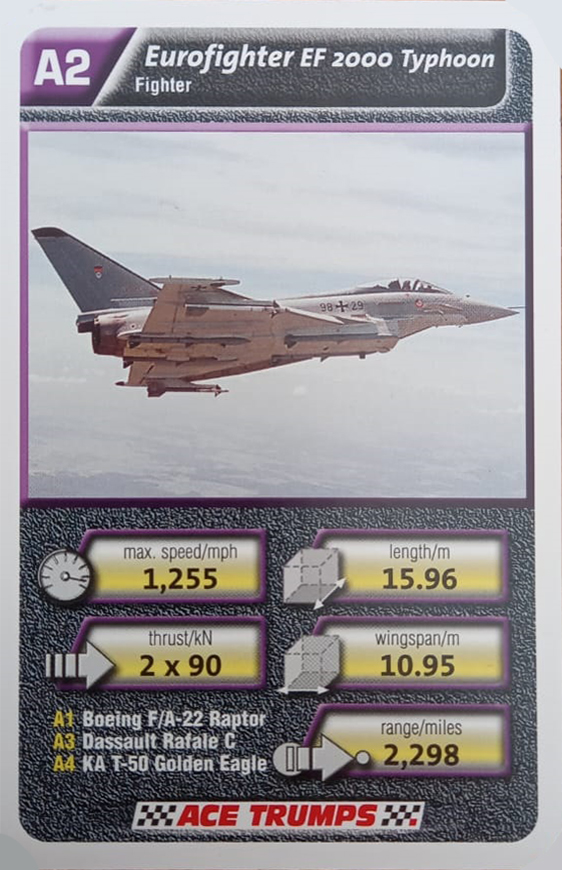 A2
Eurofighter EF 2000 Typhoon
Fighter
98 29
max. speed/mph
1,255
length/m
15.96
thrust/kN
2 x 90
wingspan/m
10.95
A1 Boeing F/A-22 Raptor
A3 Dassault Rafale C
A4 KA T-50 Golden Eagle
range/miles
2,298
ACE TRUMPS